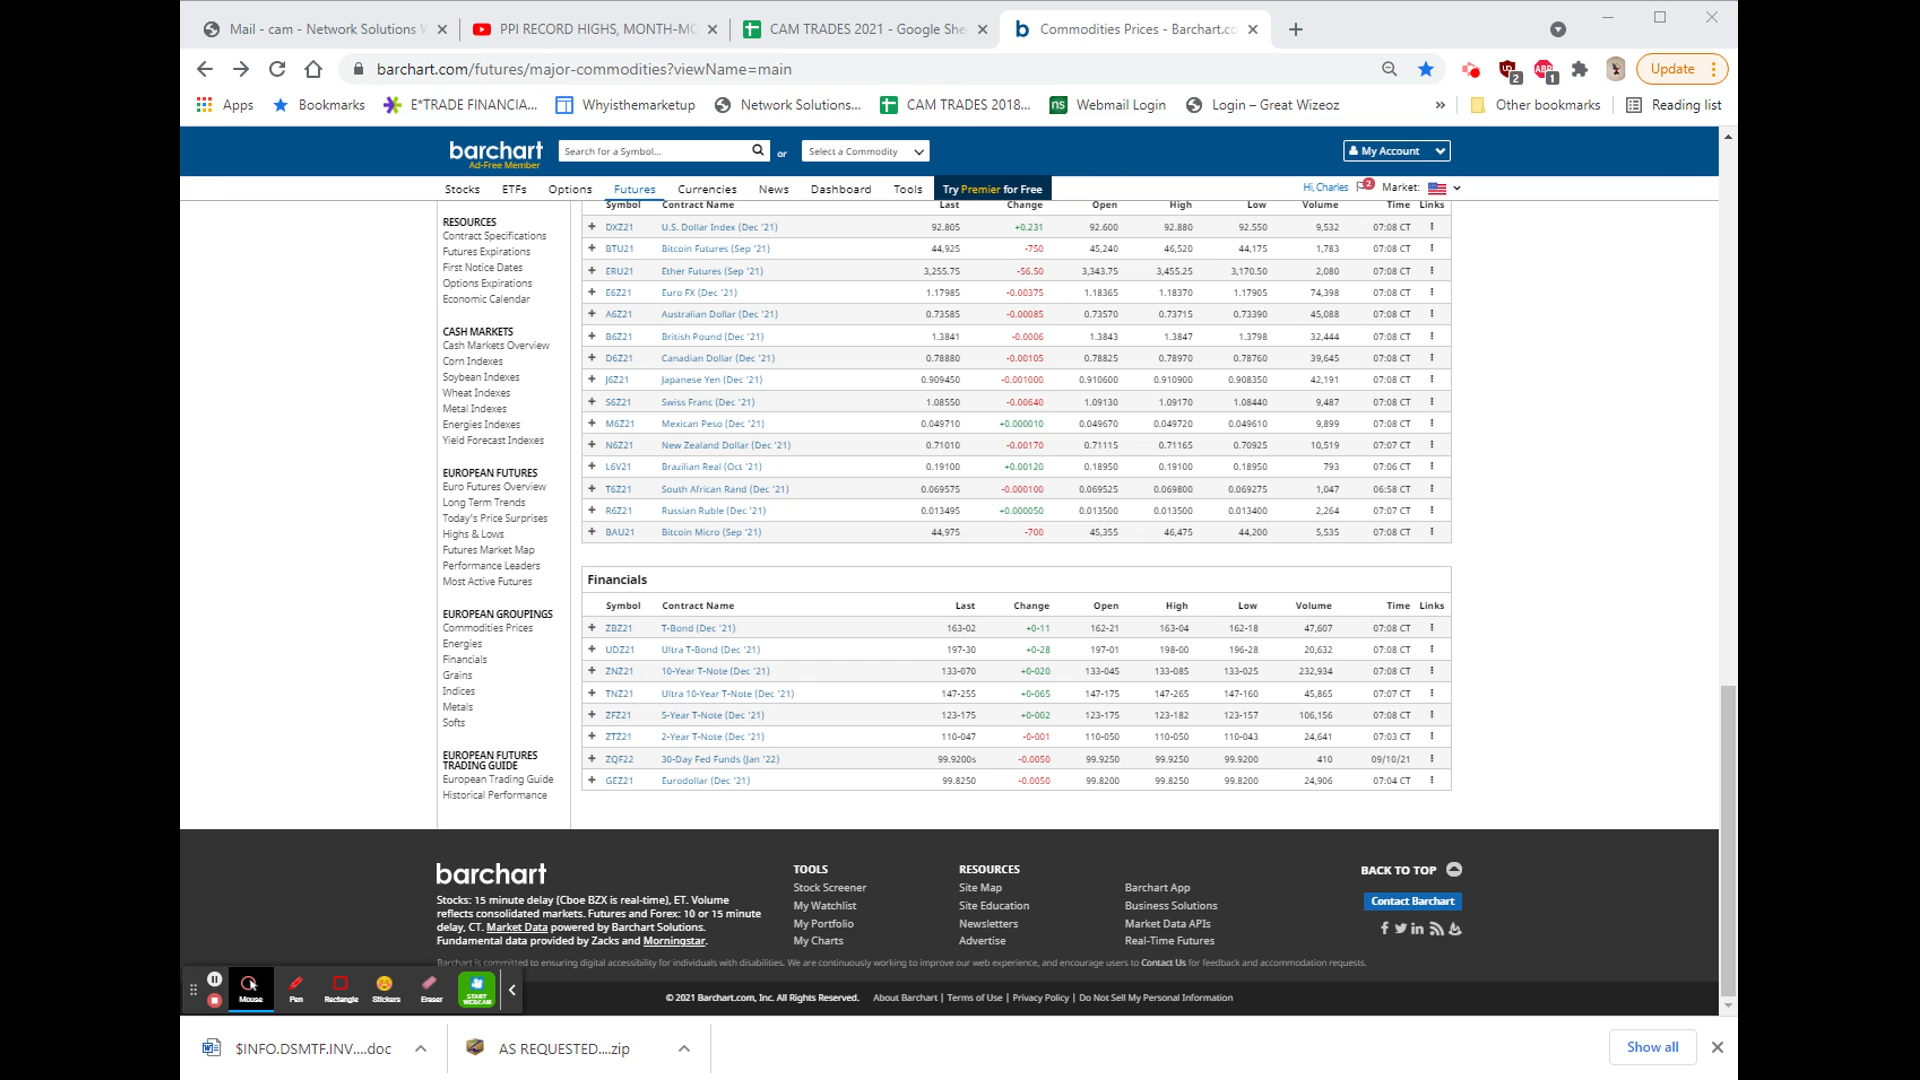 Mail - cam - Network Solutions W
PPI RECORD HIGHS, MONTH-MO
CAM TRADES 2021 - Google She
Commodities Prices - Barchart.co
barchart.com/futures/major-commodities?viewName=main
2
ABP
1
Update
Apps
Bookmarks
E*TRADE FINANCIA...
Whyisthemarketup
Network Solutions...
CAM TRADES 2018...
ns
Webmail Login
Login – Great Wizeoz
»
Other bookmarks
Reading list
barchart
Ad-Free Member
Search for a Symbol...
or
Select a Commodity
My Account
Stocks ETFs Options Futures Currencies News Dashboard Tools Try Premier for Free
Hi, Charles 2 Market:
RESOURCES
Contract Specifications
Futures Expirations
First Notice Dates
Options Expirations
Economic Calendar
CASH MARKETS
Cash Markets Overview
Corn Indexes
Soybean Indexes
Wheat Indexes
Metal Indexes
Energies Indexes
Yield Forecast Indexes
EUROPEAN FUTURES
Euro Futures Overview
Long Term Trends
Today's Price Surprises
Highs & Lows
Futures Market Map
Performance Leaders
Most Active Futures
EUROPEAN GROUPINGS
Commodities Prices
Energies
Financials
Grains
Indices
Metals
Softs
EUROPEAN FUTURES
TRADING GUIDE
European Trading Guide
Historical Performance
Symbol Contract Name Last Change Open High Low Volume Time Links
+ DXZ21 U.S. Dollar Index (Dec '21) 92.805 +0.231 92.600 92.880 92.550 9,532 07:08 CT
+ BTU21 Bitcoin Futures (Sep '21) 44,925 -750 45,240 46,520 44,175 1,783 07:08 CT
+ ERU21 Ether Futures (Sep '21) 3,255.75 -56.50 3,343.75 3,455.25 3,170.50 2,080 07:08 CT
+ E6Z21 Euro FX (Dec '21) 1.17985 -0.00375 1.18365 1.18370 1.17905 74,398 07:08 CT
+ A6Z21 Australian Dollar (Dec '21) 0.73585 -0.00085 0.73570 0.73715 0.73390 45,088 07:08 CT
+ B6Z21 British Pound (Dec '21) 1.3841 -0.0006 1.3843 1.3847 1.3798 32,444 07:08 CT
+ D6Z21 Canadian Dollar (Dec '21) 0.78880 -0.00105 0.78825 0.78970 0.78760 39,645 07:08 CT
+ J6Z21 Japanese Yen (Dec '21) 0.909450 -0.001000 0.910600 0.910900 0.908350 42,191 07:08 CT
+ S6Z21 Swiss Franc (Dec '21) 1.08550 -0.00640 1.09130 1.09170 1.08440 9,487 07:08 CT
+ M6Z21 Mexican Peso (Dec '21) 0.049710 +0.000010 0.049670 0.049720 0.049610 9,899 07:08 CT
+ N6Z21 New Zealand Dollar (Dec '21) 0.71010 -0.00170 0.71115 0.71165 0.70925 10,519 07:07 CT
+ L6V21 Brazilian Real (Oct '21) 0.19100 +0.00120 0.18950 0.19100 0.18950 793 07:06 CT
+ T6Z21 South African Rand (Dec '21) 0.069575 -0.000100 0.069525 0.069800 0.069275 1,047 06:58 CT
+ R6Z21 Russian Ruble (Dec '21) 0.013495 +0.000050 0.013500 0.013500 0.013400 2,264 07:07 CT
+ BAU21 Bitcoin Micro (Sep '21) 44,975 -700 45,355 46,475 44,200 5,535 07:08 CT
Financials
Symbol Contract Name Last Change Open High Low Volume Time Links
+ ZBZ21 T-Bond (Dec '21) 163-02 +0-11 162-21 163-04 162-18 47,607 07:08 CT
+ UDZ21 Ultra T-Bond (Dec '21) 197-30 +0-28 197-01 198-00 196-28 20,632 07:08 CT
+ ZNZ21 10-Year T-Note (Dec '21) 133-070 +0-020 133-045 133-085 133-025 232,934 07:08 CT
+ TNZ21 Ultra 10-Year T-Note (Dec '21) 147-255 +0-065 147-175 147-265 147-160 45,865 07:07 CT
+ ZFZ21 5-Year T-Note (Dec '21) 123-175 +0-002 123-175 123-182 123-157 106,156 07:08 CT
+ ZTZ21 2-Year T-Note (Dec '21) 110-047 -0-001 110-050 110-050 110-043 24,641 07:03 CT
+ ZQF22 30-Day Fed Funds (Jan '22) 99.9200s -0.0050 99.9250 99.9250 99.9200 410 09/10/21
+ GEZ21 Eurodollar (Dec '21) 99.8250 -0.0050 99.8200 99.8250 99.8200 24,906 07:04 CT
barchart
Stocks: 15 minute delay (Cboe BZX is real-time), ET. Volume
reflects consolidated markets. Futures and Forex: 10 or 15 minute
delay, CT. Market Data powered by Barchart Solutions.
Fundamental data provided by Zacks and Morningstar.
TOOLS
Stock Screener
My Watchlist
My Portfolio
My Charts
RESOURCES
Site Map
Site Education
Newsletters
Advertise
Barchart App
Business Solutions
Market Data APIs
Real-Time Futures
BACK TO TOP
Contact Barchart
Barchart is committed to ensuring digital accessibility for individuals with disabilities. We are continuously working to improve our web experience, and encourage users to Contact Us for feedback and accommodation requests.
© 2021 Barchart.com, Inc. All Rights Reserved. About Barchart | Terms of Use | Privacy Policy | Do Not Sell My Personal Information
Mouse
Pen
Rectangle
Stickers
Eraser
START
WEBCAM
$INFO.DSMTF.INV....doc
AS REQUESTED....zip
Show all